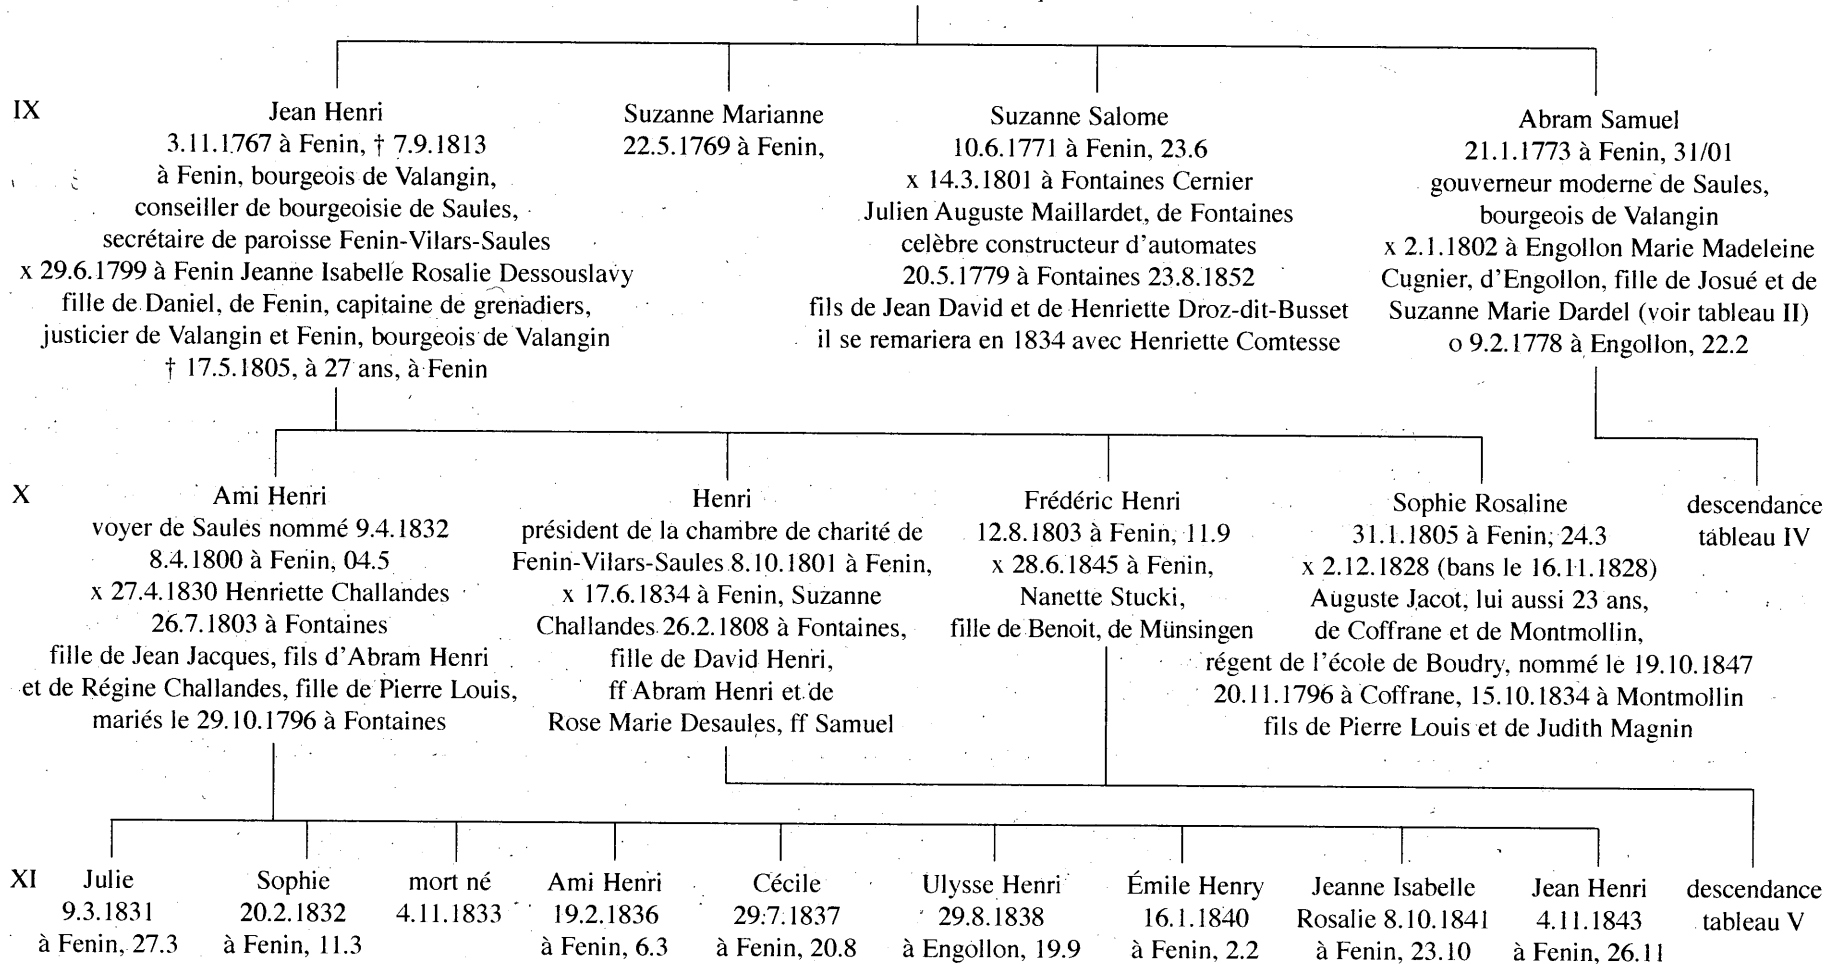 IX
Jean Henri
3.11.1767 à Fenin, † 7.9.1813
à Fenin, bourgeois de Valangin,
conseiller de bourgeoisie de Saules,
secrétaire de paroisse Fenin-Vilars-Saules
x 29.6.1799 à Fenin Jeanne Isabelle Rosalie Dessouslavy
fille de Daniel, de Fenin, capitaine de grenadiers,
justicier de Valangin et Fenin, bourgeois de Valangin
† 17.5.1805, à 27 ans, à Fenin
Suzanne Marianne
22.5.1769 à Fenin,
Suzanne Salome
10.6.1771 à Fenin, 23.6
x 14.3.1801 à Fontaines Cernier
Julien Auguste Maillardet, de Fontaines
celèbre constructeur d'automates
20.5.1779 à Fontaines 23.8.1852
fils de Jean David et de Henriette Droz-dit-Busset
il se remariera en 1834 avec Henriette Comtesse
Abram Samuel
21.1.1773 à Fenin, 31/01
gouverneur moderne de Saules,
bourgeois de Valangin
x 2.1.1802 à Engollon Marie Madeleine
Cugnier, d'Engollon, fille de Josué et de
Suzanne Marie Dardel (voir tableau II)
o 9.2.1778 à Engollon, 22.2
X
Ami Henri
voyer de Saules nommé 9.4.1832
8.4.1800 à Fenin, 04.5
x 27.4.1830 Henriette Challandes
26.7.1803 à Fontaines
fille de Jean Jacques, fils d'Abram Henri
et de Régine Challandes, fille de Pierre Louis,
mariés le 29.10.1796 à Fontaines
Henri
président de la chambre de charité de
Fenin-Vilars-Saules 8.10.1801 à Fenin,
x 17.6.1834 à Fenin, Suzanne
Challandes 26.2.1808 à Fontaines,
fille de David Henri,
ff Abram Henri et de
Rose Marie Desaules, ff Samuel
Frédéric Henri
12.8.1803 à Fenin, 11.9
x 28.6.1845 à Fenin,
Nanette Stucki,
fille de Benoit, de Münsingen
Sophie Rosaline
31.1.1805 à Fenin, 24.3
x 2.12.1828 (bans le 16.11.1828)
Auguste Jacot, lui aussi 23 ans,
de Coffrane et de Montmollin,
régent de l'école de Boudry, nommé le 19.10.1847
20.11.1796 à Coffrane, 15.10.1834 à Montmollin
fils de Pierre Louis et de Judith Magnin
descendance
tableau IV
XI
Julie
9.3.1831
à Fenin, 27.3
Sophie
20.2.1832
à Fenin, 11.3
mort né
4.11.1833
Ami Henri
19.2.1836
à Fenin, 6.3
Cécile
29.7.1837
à Fenin, 20.8
Ulysse Henri
29.8.1838
à Engollon, 19.9
Émile Henry
16.1.1840
à Fenin, 2.2
Jeanne Isabelle
Rosalie 8.10.1841
à Fenin, 23.10
Jean Henri
4.11.1843
à Fenin, 26.11
descendance
tableau V